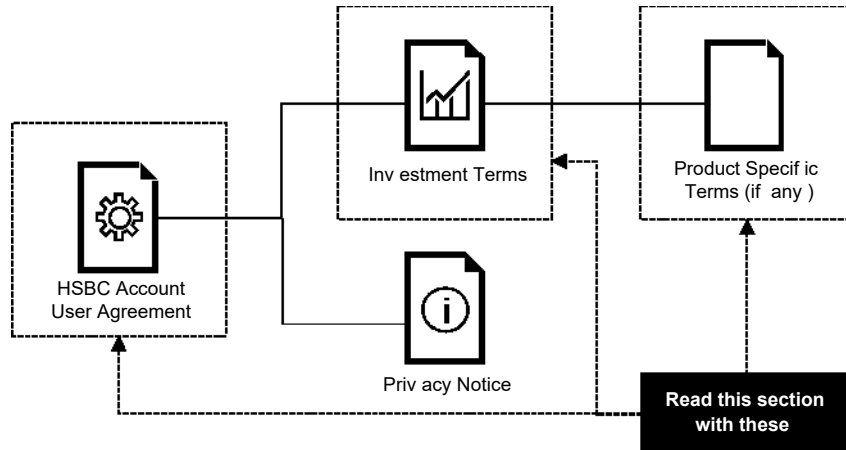 Inv estment Terms
Product Specif ic
Terms (if any )
HSBC Account
User Agreement
i
Priv acy Notice
Read this section
with these